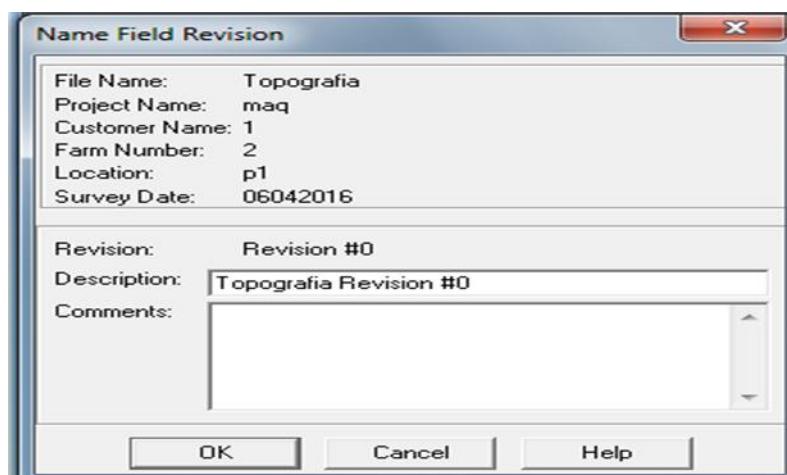 Name Field Revision
File Name: Topografia
Project Name: maq
Customer Name: 1
Farm Number: 2
Location: p1
Survey Date: 06042016
Revision: Revision #0
Description: Topografia Revision #0
Comments:
OK Cancel Help